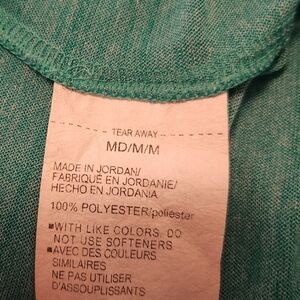 TEAR AWAY
MD/M/M
MADE IN JORDAN/
FABRIQUÉ EN JORDANIE/
HECHO EN JORDANIA
100% POLYESTER/poliéster
■WITH LIKE COLORS. DO
NOT USE SOFTENERS
■AVEC DES COULEURS
SIMILAIRES
NE PAS UTILISER
D'ASSOUPLISSANTS